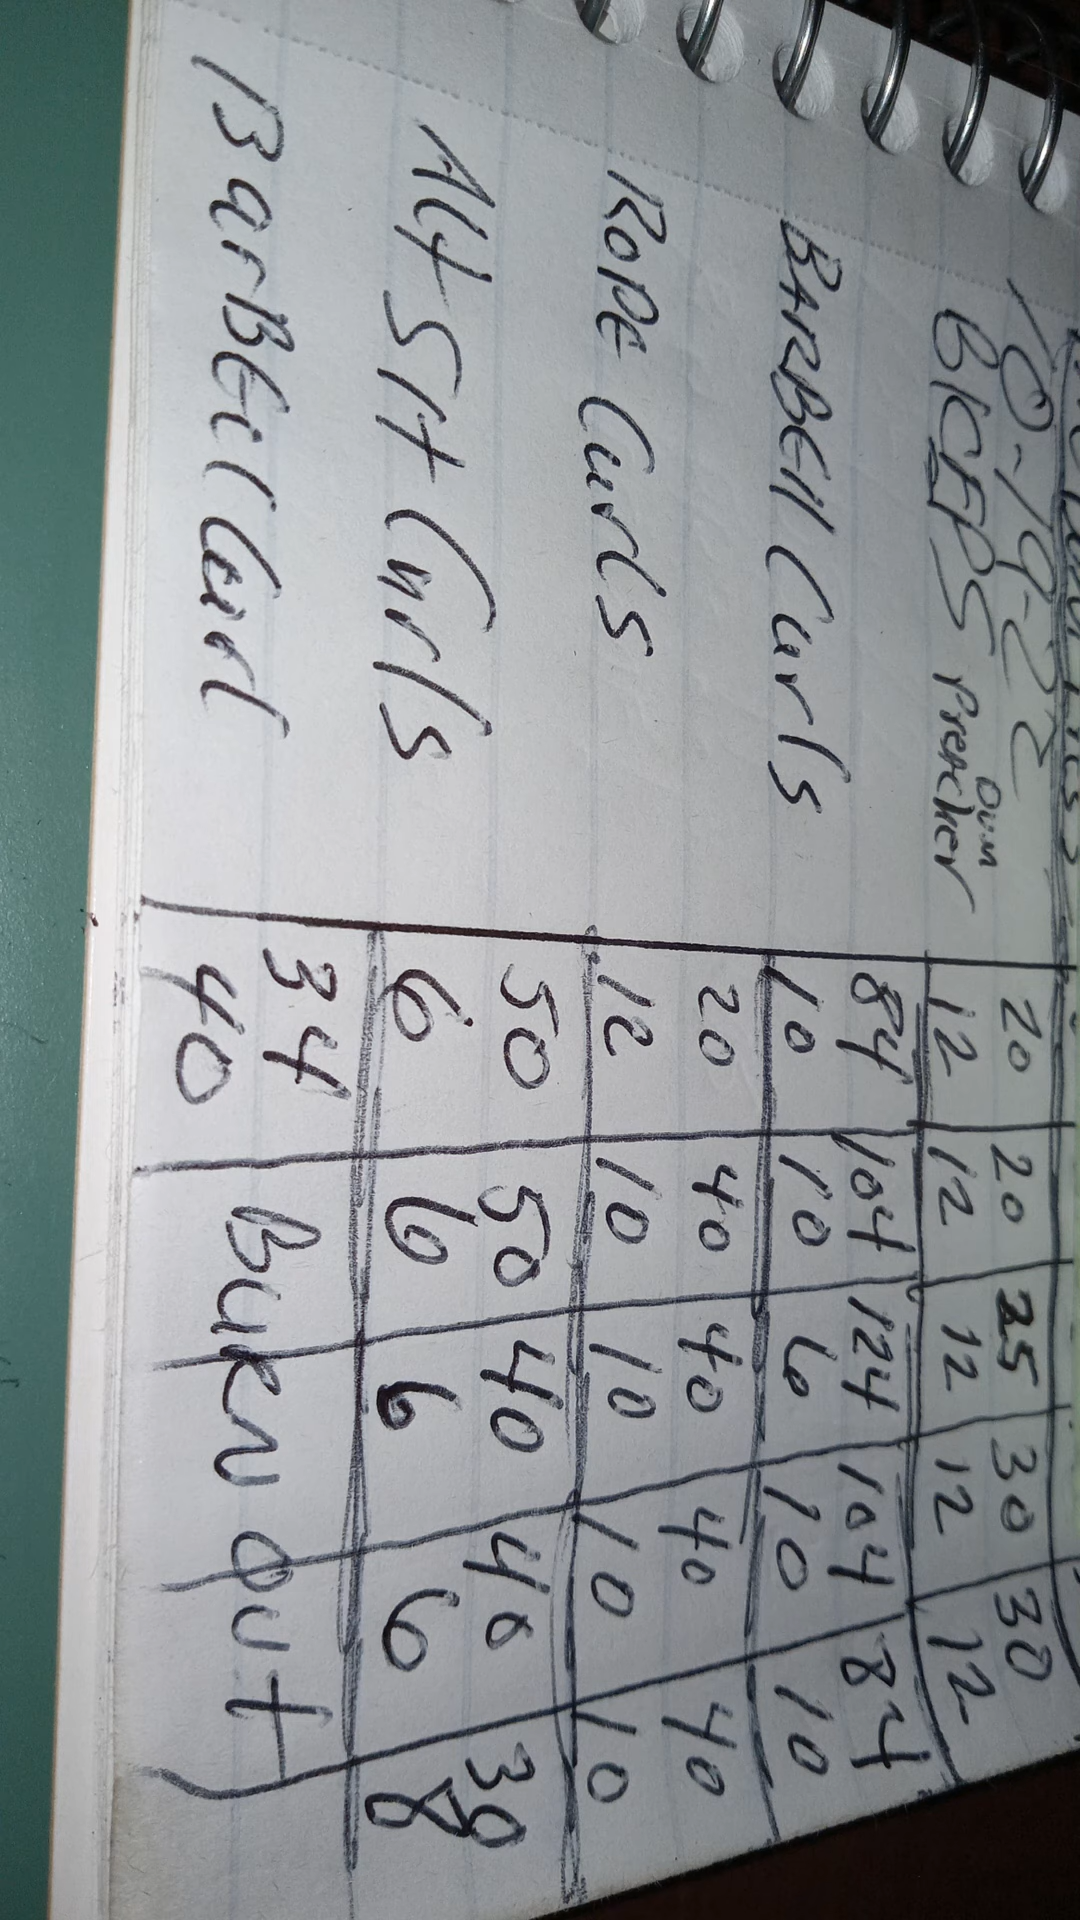 10-19-22
Dum
BICEPS Preacher
20 20 25 30 30
12 12 12 12 12
84 104 124 104 84
BARBEll Curls
10 10 6 10 10
20 40 40 40 40
ROPE Curls
12 10 10 10 10
50 50 40 40 30
Alt SH Curls
6 6 6 6 8
34
BarBEll Curl
40
BURN OUT